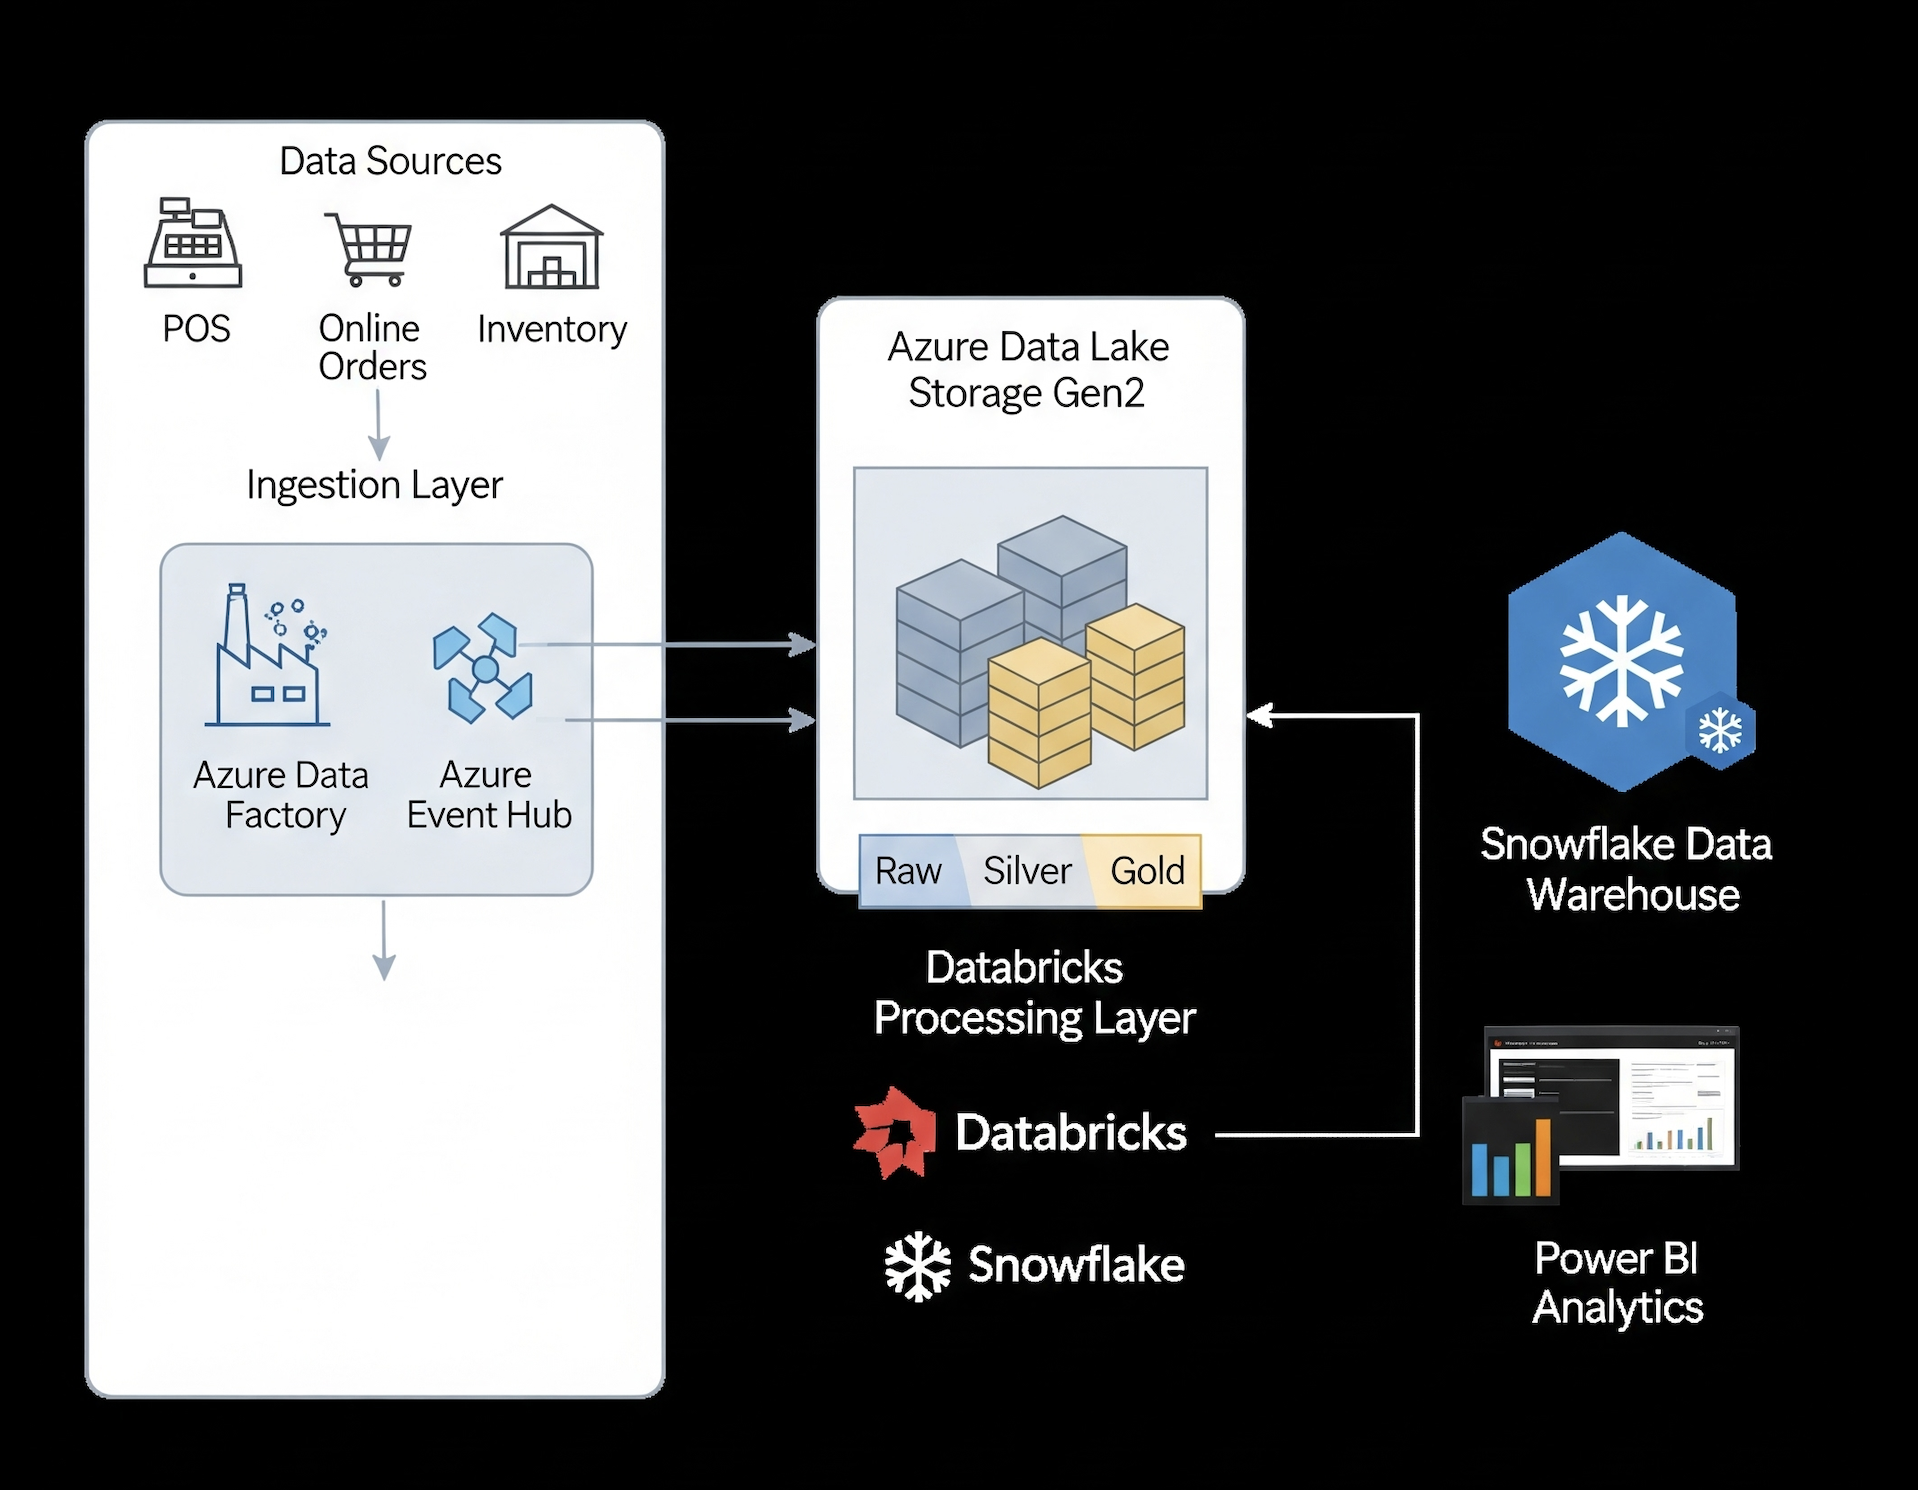 Data Sources
POS
Online
Orders
Inventory
Ingestion Layer
Azure Data
Factory
Azure
Event Hub
Azure Data Lake
Storage Gen2
Raw
Silver
Gold
Databricks
Processing Layer
Databricks
Snowflake
Snowflake Data
Warehouse
Power BI
Analytics